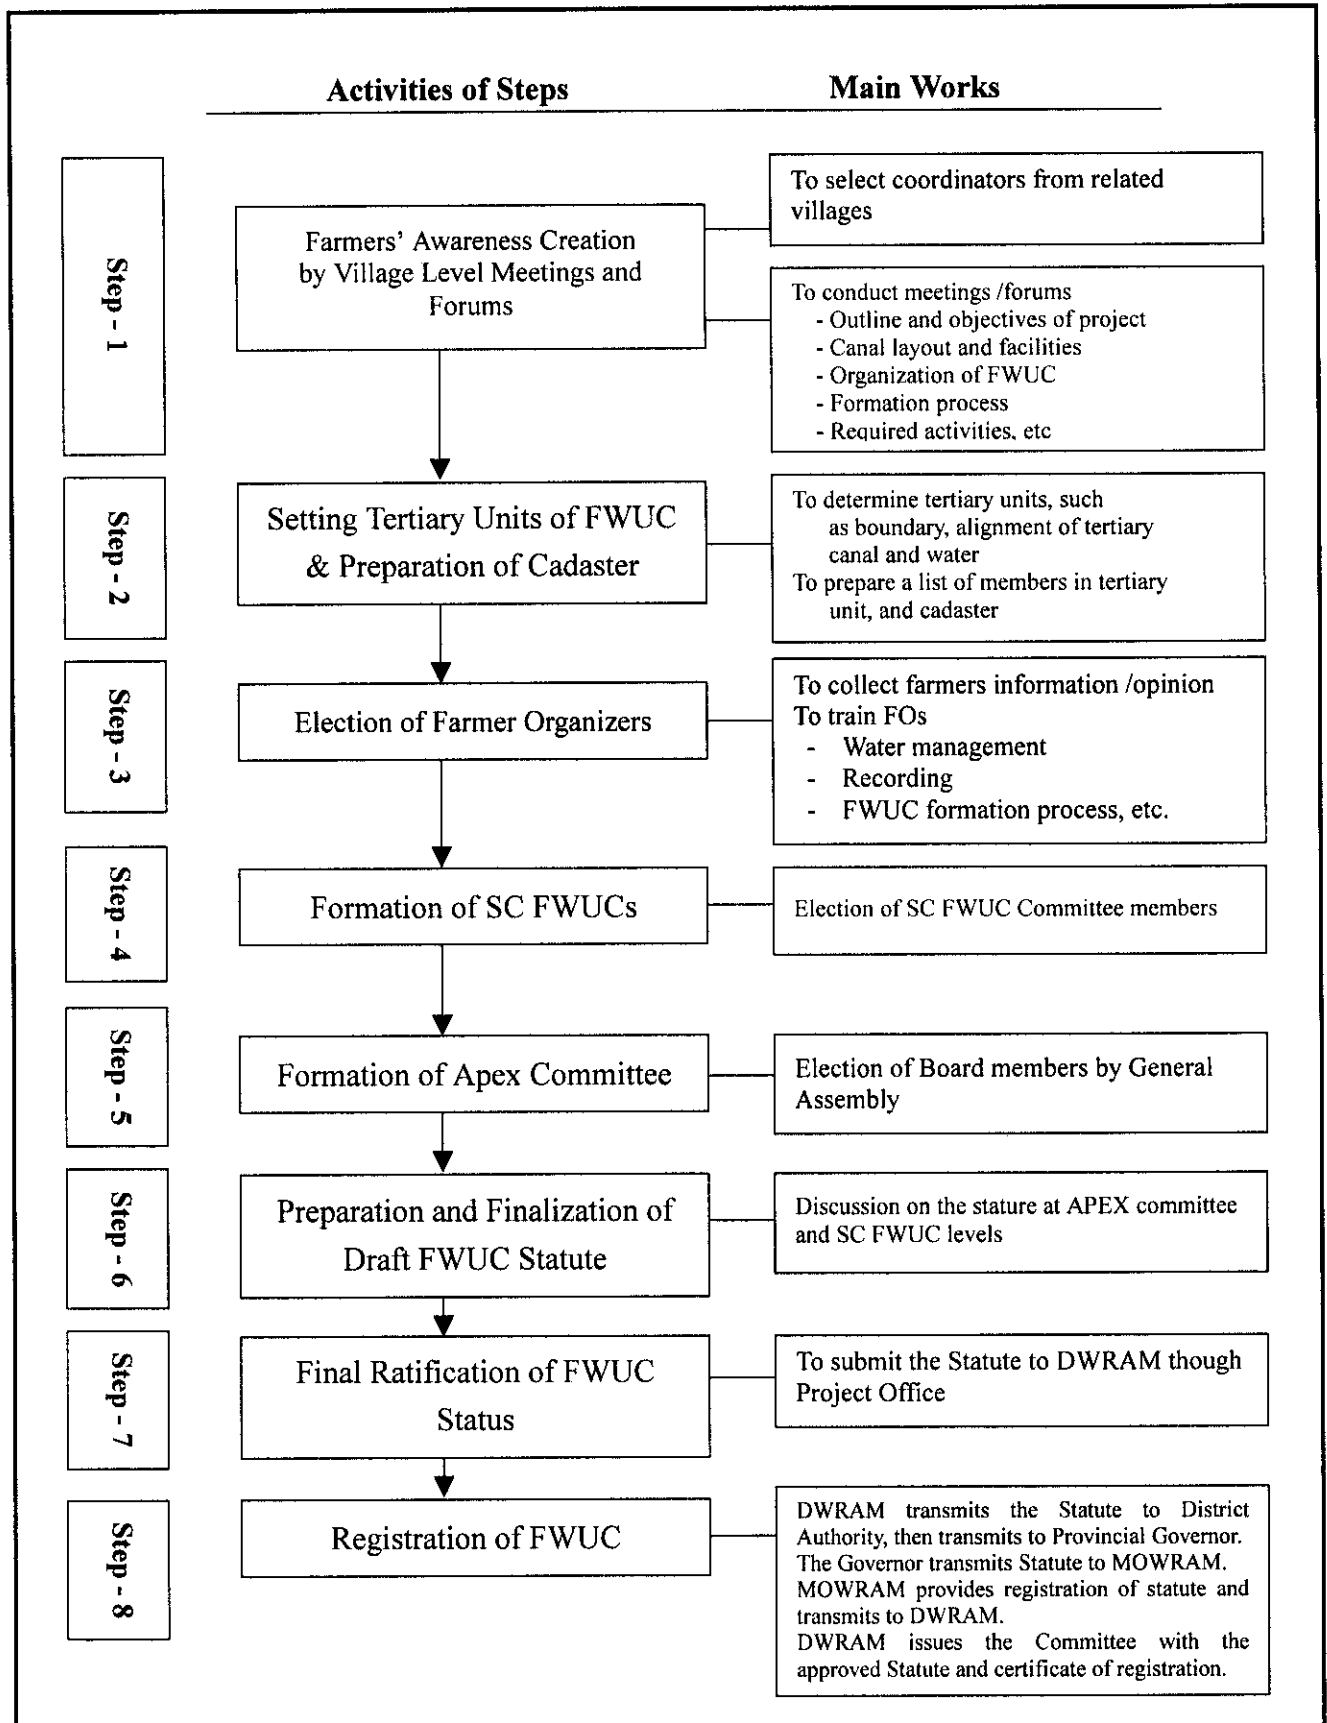 Activities of Steps
Main Works
Step - 1
Farmers' Awareness Creation
by Village Level Meetings and
Forums
To select coordinators from related
villages
To conduct meetings /forums
- Outline and objectives of project
- Canal layout and facilities
- Organization of FWUC
- Formation process
- Required activities, etc
Step - 2
Setting Tertiary Units of FWUC
& Preparation of Cadaster
To determine tertiary units, such
as boundary, alignment of tertiary
canal and water
To prepare a list of members in tertiary
unit, and cadaster
Step - 3
Election of Farmer Organizers
To collect farmers information /opinion
To train FOs
- Water management
- Recording
- FWUC formation process, etc.
Step - 4
Formation of SC FWUCs
Election of SC FWUC Committee members
Step - 5
Formation of Apex Committee
Election of Board members by General
Assembly
Step - 6
Preparation and Finalization of
Draft FWUC Statute
Discussion on the stature at APEX committee
and SC FWUC levels
Step - 7
Final Ratification of FWUC
Status
To submit the Statute to DWRAM though
Project Office
Step - 8
Registration of FWUC
DWRAM transmits the Statute to District
Authority, then transmits to Provincial Governor.
The Governor transmits Statute to MOWRAM.
MOWRAM provides registration of statute and
transmits to DWRAM.
DWRAM issues the Committee with the
approved Statute and certificate of registration.